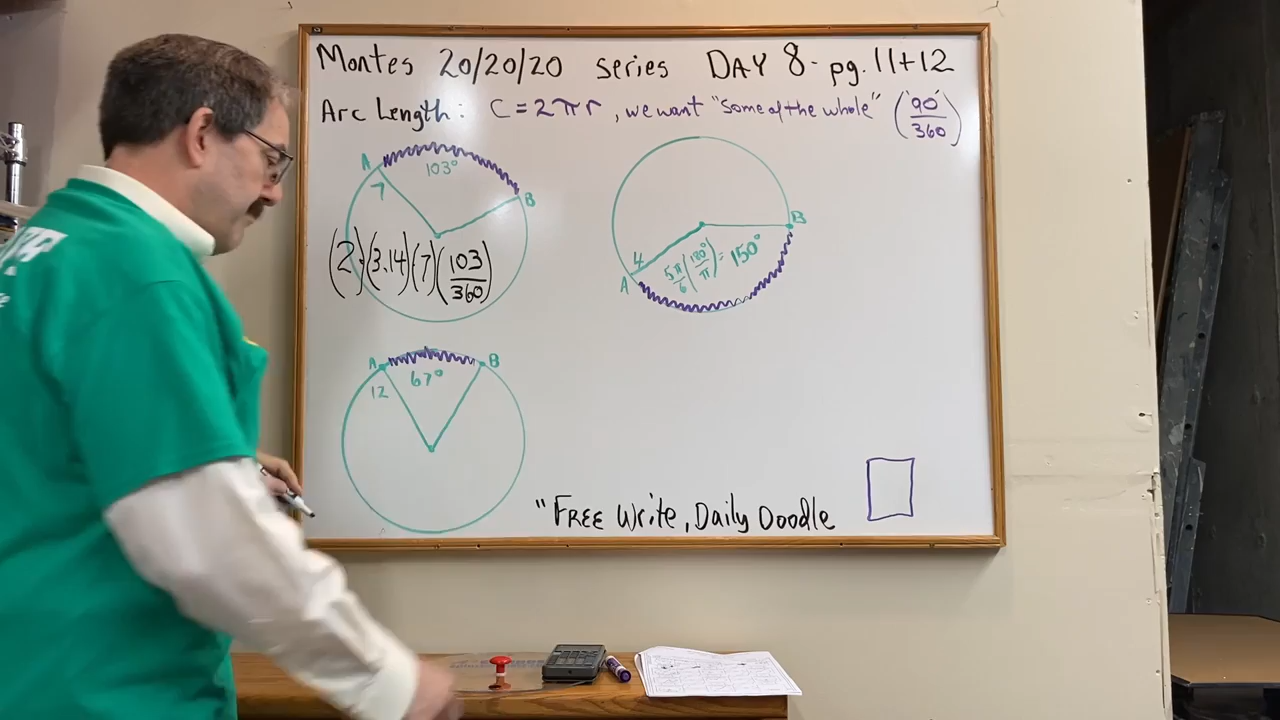 Montes 20/20/20 series DAY 8- pg. 11+12
Arc Length: C=2πr, we want "some of the whole" (90°/360)
A 103° B
7
(2)(3.14)(7)(103/360)
B
4
5π/6 (180°/π) = 150°
A
A B
67°
12
"FREE Write, Daily Doodle